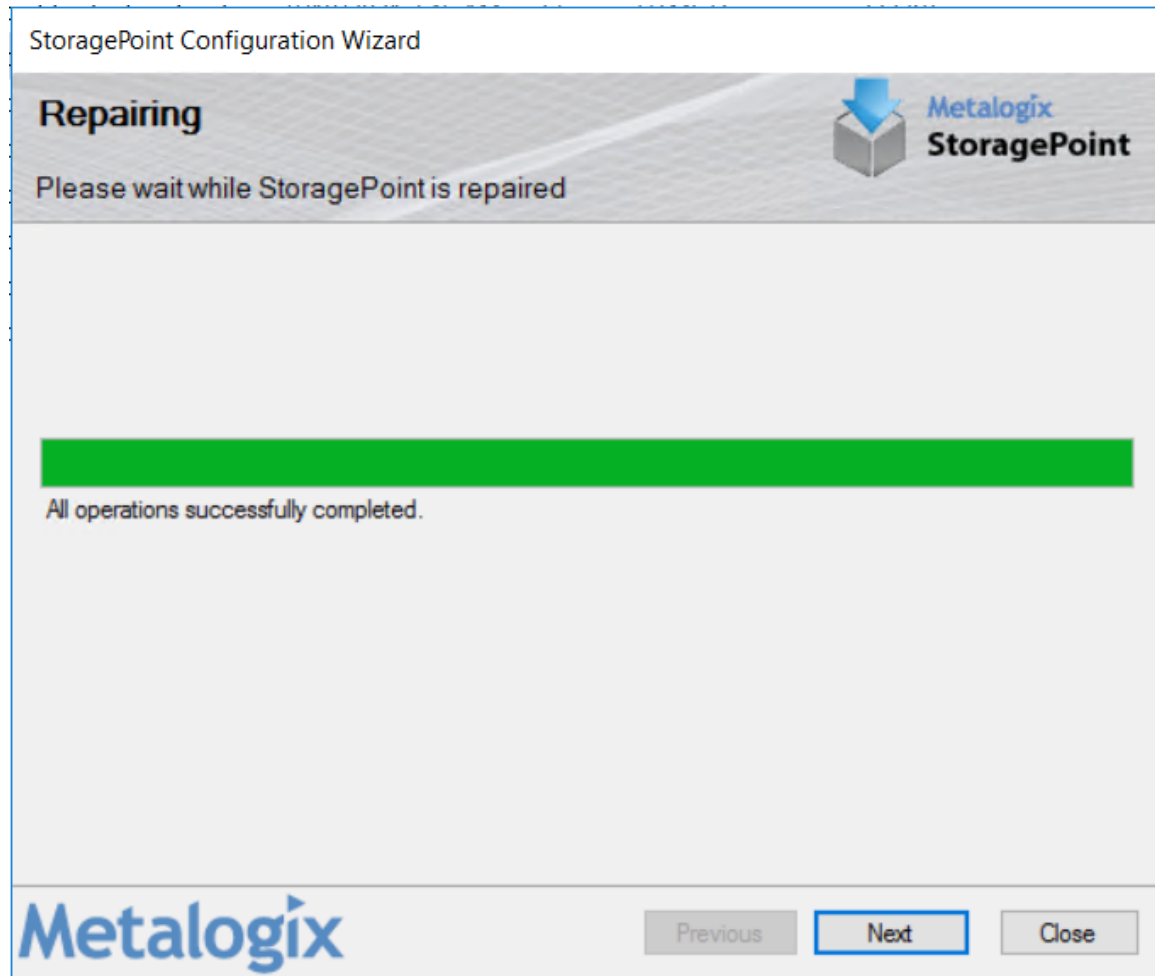 StoragePoint Configuration Wizard
Repairing
Metalogix
StoragePoint
Please wait while StoragePoint is repaired
All operations successfully completed.
Metalogix
Previous
Next
Close